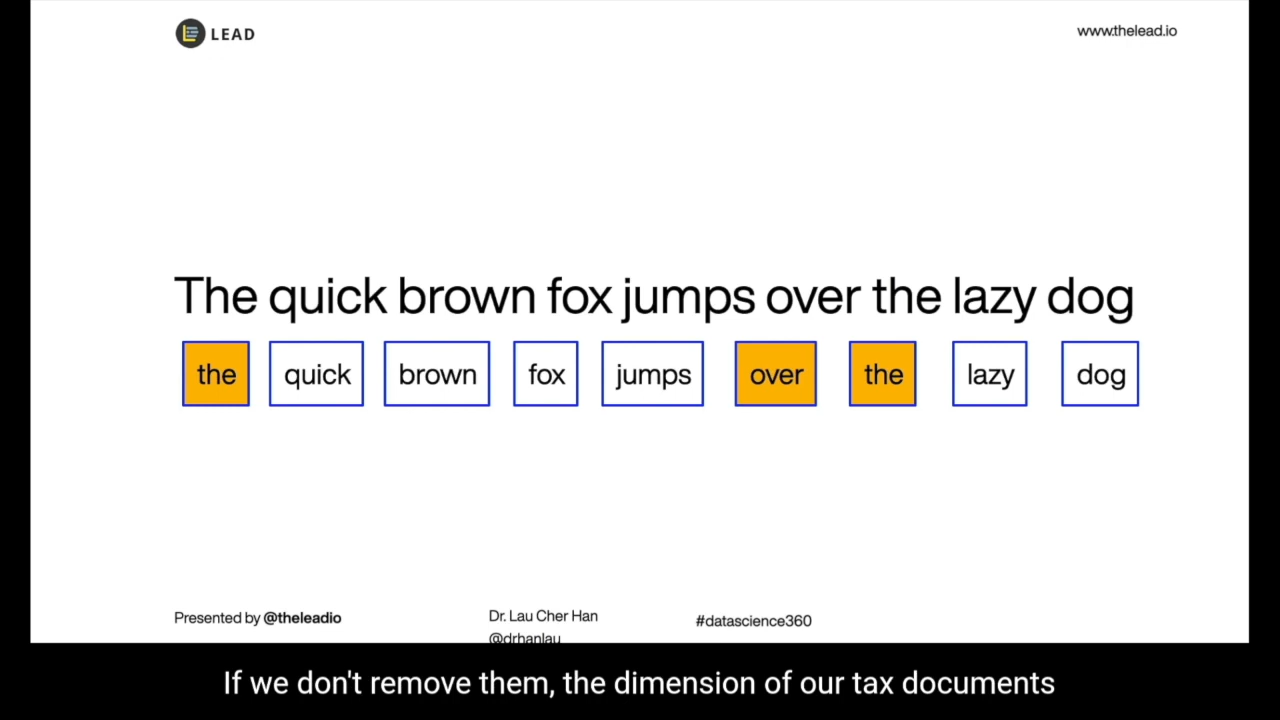 LEAD
www.thelead.io
The quick brown fox jumps over the lazy dog
the quick brown fox jumps over the lazy dog
Presented by @theleadio
Dr. Lau Cher Han
#datascience360
@drhanlau
If we don't remove them, the dimension of our tax documents